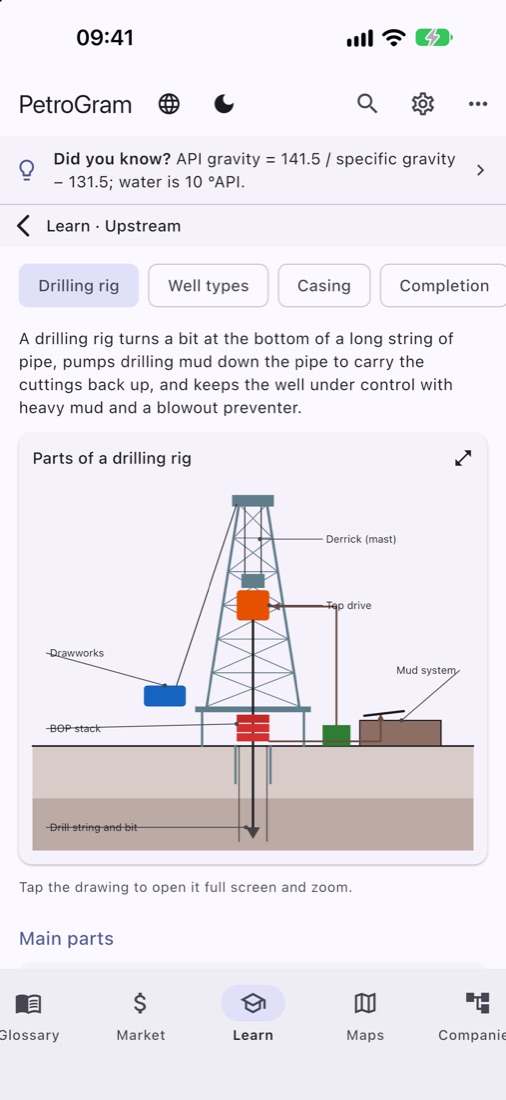 09:41
PetroGram
Did you know? API gravity = 141.5 / specific gravity
– 131.5; water is 10 °API.
Learn · Upstream
Drilling rig
Well types
Casing
Completion
A drilling rig turns a bit at the bottom of a long string of
pipe, pumps drilling mud down the pipe to carry the
cuttings back up, and keeps the well under control with
heavy mud and a blowout preventer.
Parts of a drilling rig
Derrick (mast)
Top drive
Drawworks
Mud system
BOP stack
Drill string and bit
Tap the drawing to open it full screen and zoom.
Main parts
Glossary
Market
Learn
Maps
Companie